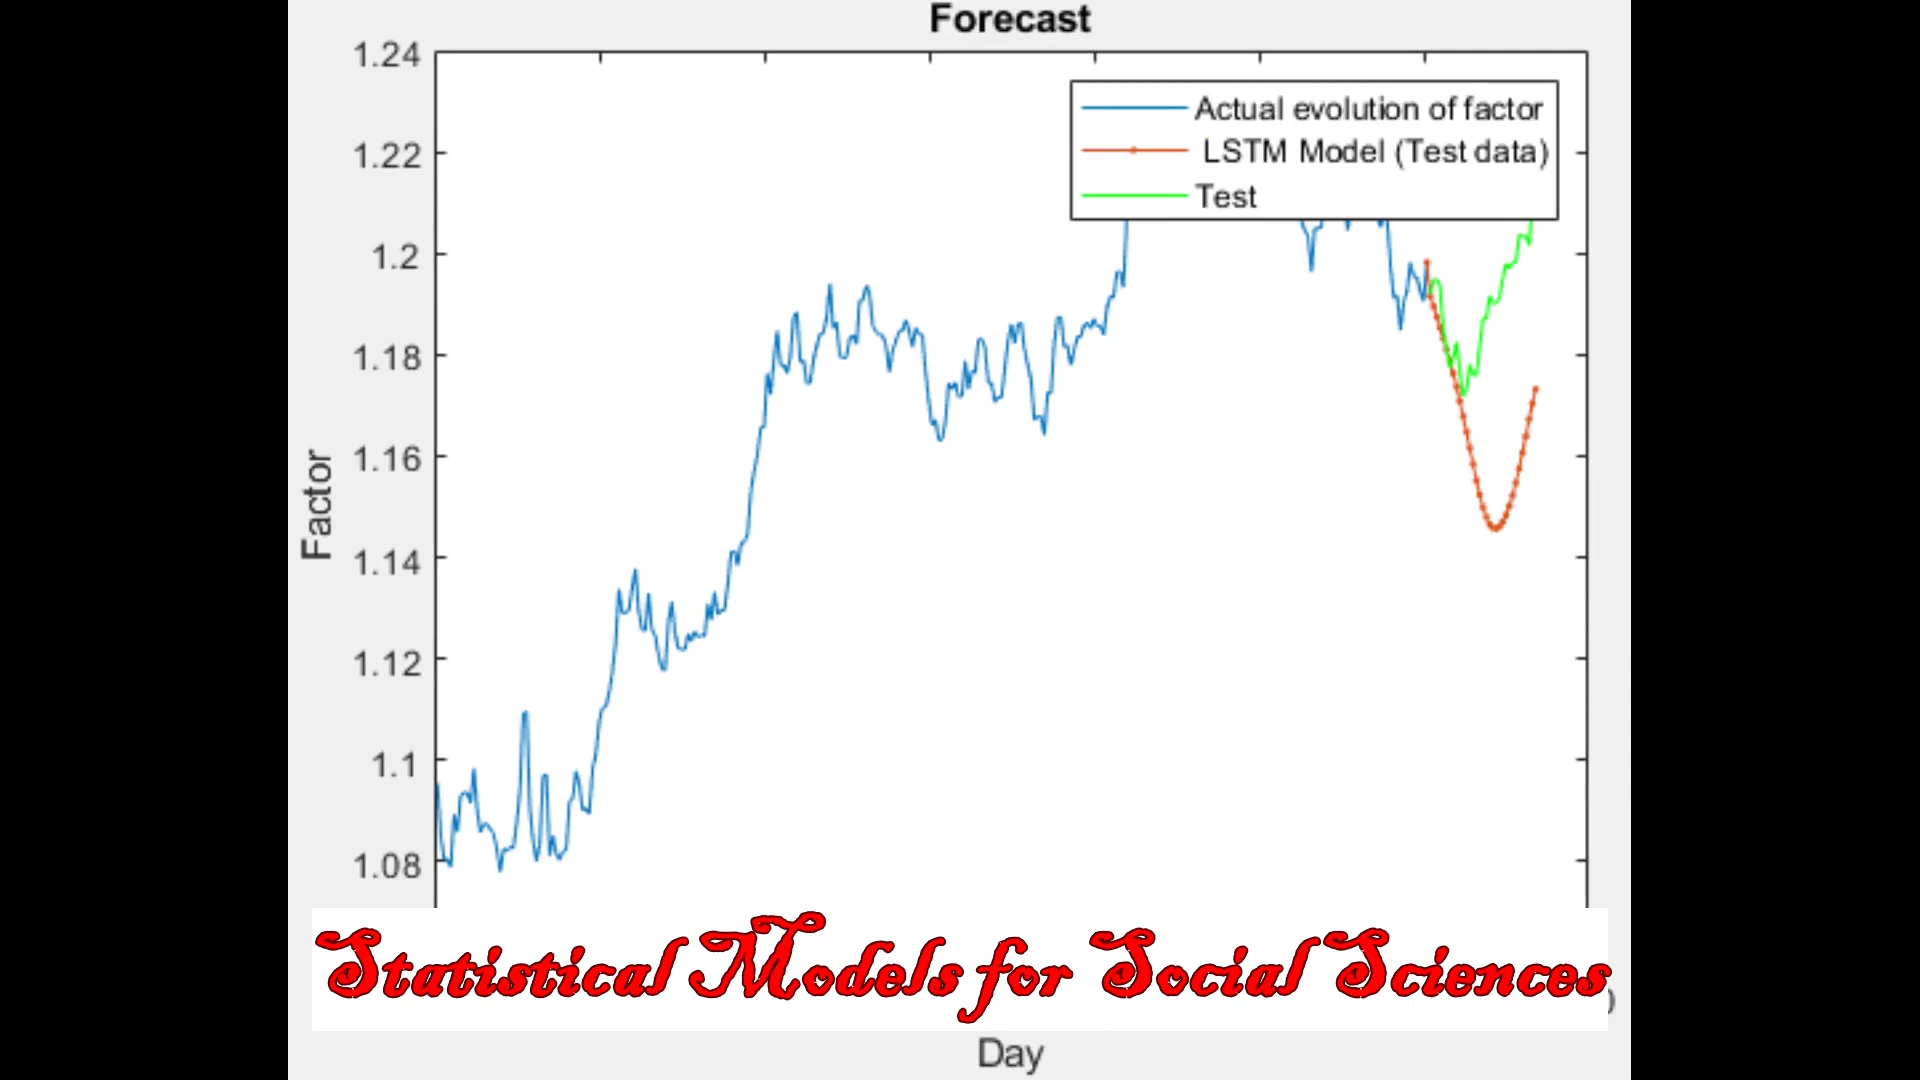 Forecast
1.24
1.22
1.2
1.18
1.16
1.14
1.12
1.1
1.08
Factor
Actual evolution of factor
LSTM Model (Test data)
Test
Statistical Models for Social Sciences
Day